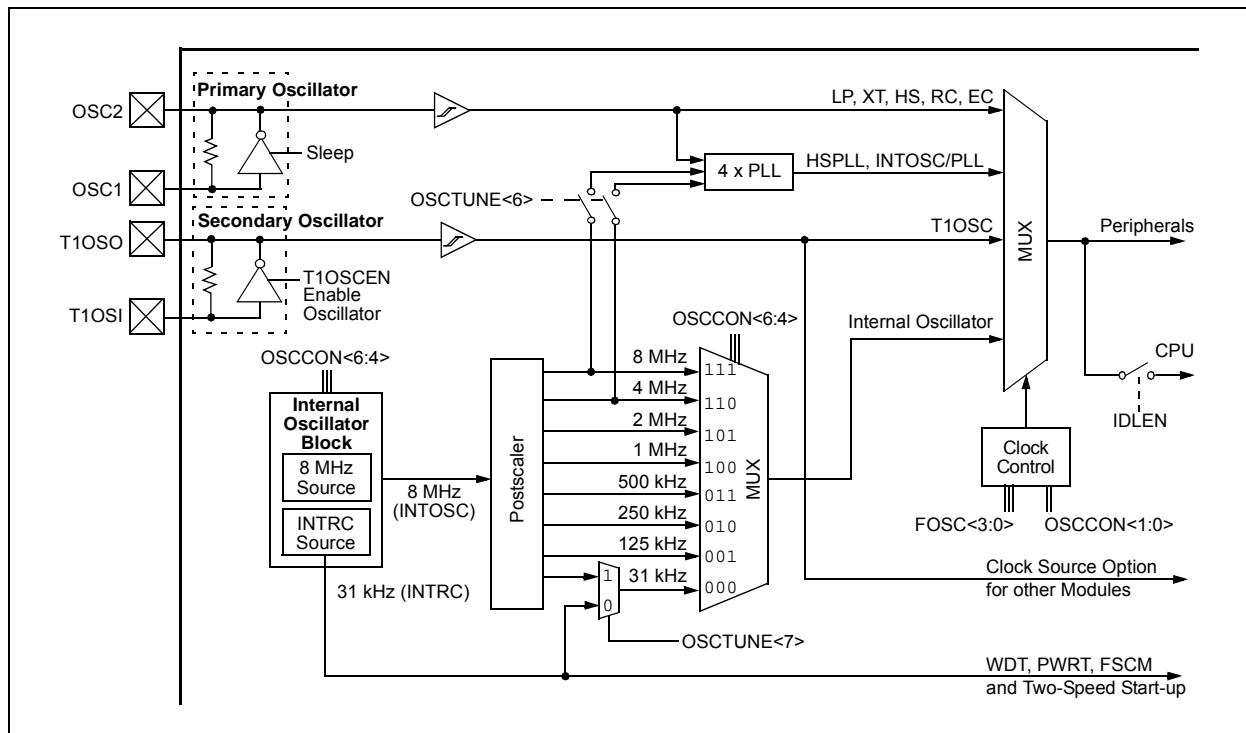 Primary Oscillator
OSC2
LP, XT, HS, RC, EC
Sleep
4 x PLL
HSPLL, INTOSC/PLL
OSC1
OSCTUNE<6>
Secondary Oscillator
T1OSO
T1OSC
MUX
Peripherals
T1OSCEN
Enable
Oscillator
T1OSI
OSCCON<6:4>
Internal Oscillator
OSCCON<6:4>
CPU
IDLEN
Internal
Oscillator
Block
8 MHz
Source
INTRC
Source
8 MHz
(INTOSC)
31 kHz (INTRC)
Postscaler
8 MHz
111
4 MHz
110
2 MHz
101
1 MHz
100
500 kHz
011
250 kHz
010
125 kHz
001
31 kHz
000
1
0
MUX
OSCTUNE<7>
Clock
Control
FOSC<3:0>
OSCCON<1:0>
Clock Source Option
for other Modules
WDT, PWRT, FSCM
and Two-Speed Start-up